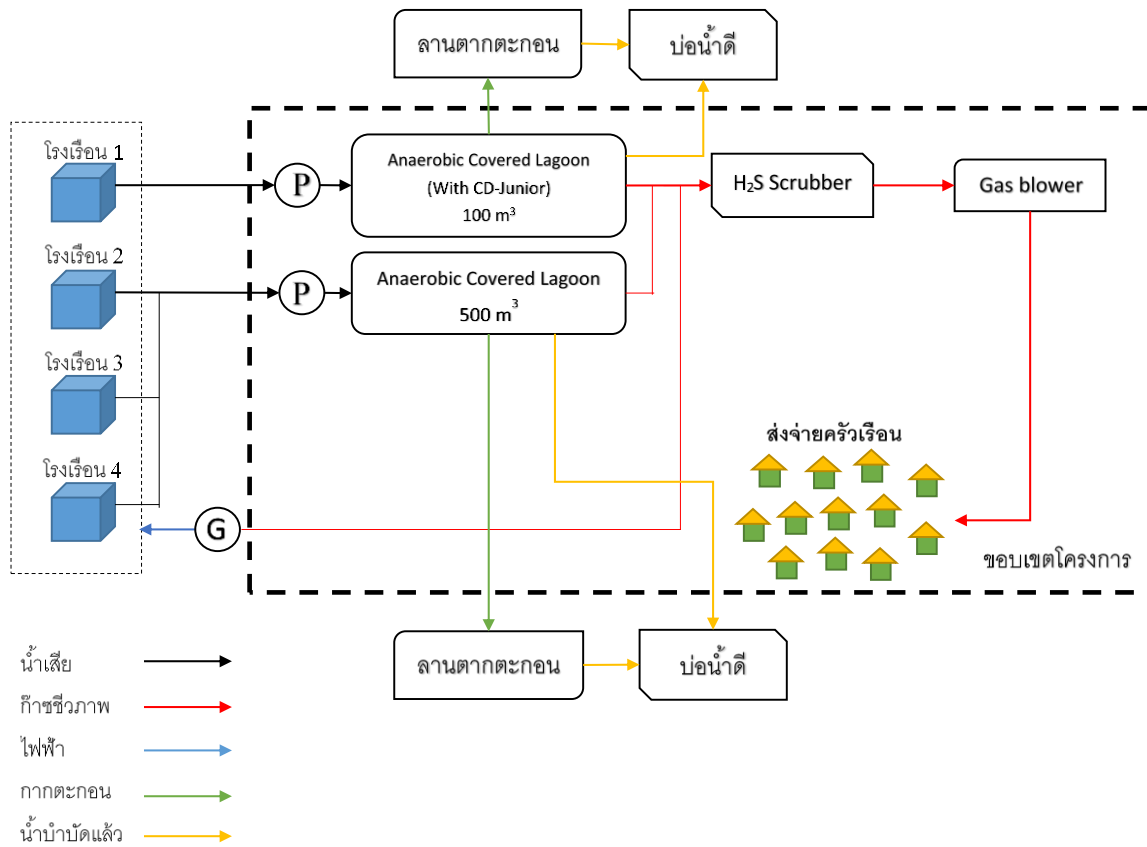 ลานตากตะกอน
บ่อน้ำดี
โรงเรือน 1
P
Anaerobic Covered Lagoon
(With CD-Junior)
100 m³
H₂S Scrubber
Gas blower
โรงเรือน 2
P
Anaerobic Covered Lagoon
500 m³
โรงเรือน 3
ส่งจ่ายครัวเรือน
โรงเรือน 4
G
ขอบเขตโครงการ
ลานตากตะกอน
บ่อน้ำดี
น้ำเสีย
ก๊าซชีวภาพ
ไฟฟ้า
กากตะกอน
น้ำบำบัดแล้ว